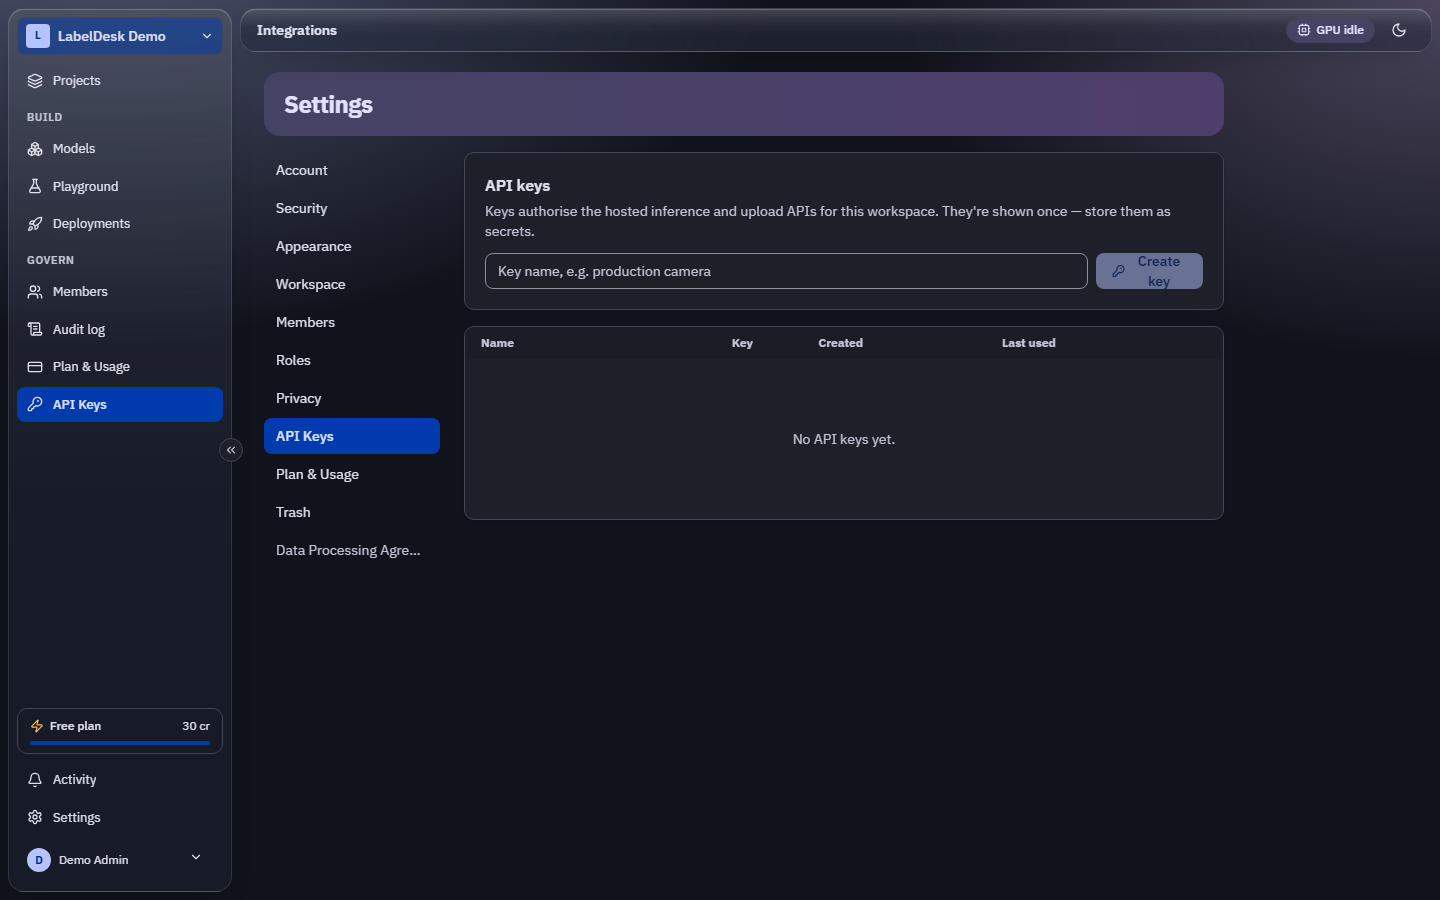 L LabelDesk Demo
Projects
BUILD
Models
Playground
Deployments
GOVERN
Members
Audit log
Plan & Usage
API Keys
Free plan 30 cr
Activity
Settings
D Demo Admin
Integrations
GPU idle
Settings
Account
Security
Appearance
Workspace
Members
Roles
Privacy
API Keys
Plan & Usage
Trash
Data Processing Agre...
API keys
Keys authorise the hosted inference and upload APIs for this workspace. They're shown once — store them as
secrets.
Key name, e.g. production camera
Create
key
Name Key Created Last used
No API keys yet.